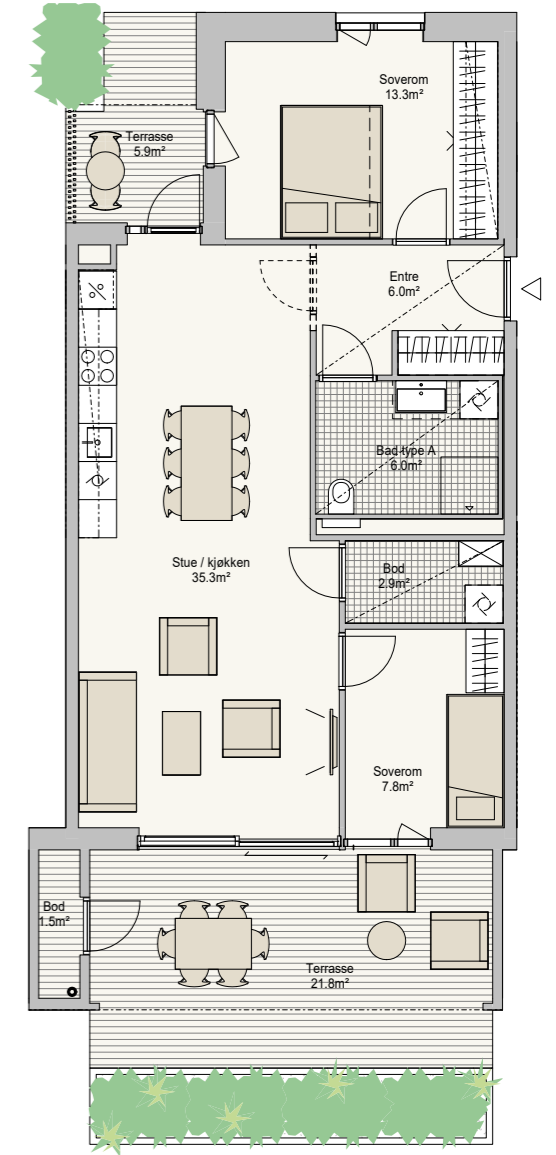 Soverom
13.3m²
Terrasse
5.9m²
Entre
6.0m²
Bad type A
6.0m²
Stue / kjøkken
35.3m²
Bod
2.9m²
Soverom
7.8m²
Bod
1.5m²
Terrasse
21.8m²